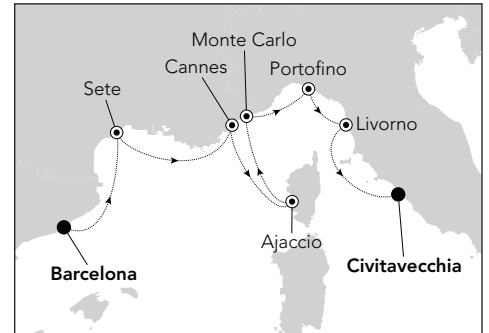 Monte Carlo
Cannes
Portofino
Sete
Livorno
Ajaccio
Barcelona
Civitavecchia